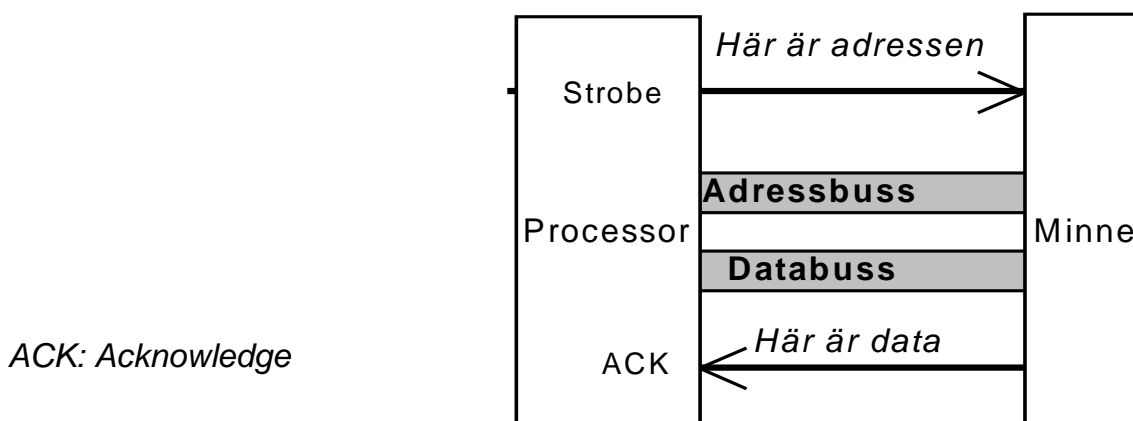 Här är adressen
Strobe
Adressbuss
Processor
Minne
Databuss
Här är data
ACK: Acknowledge
ACK